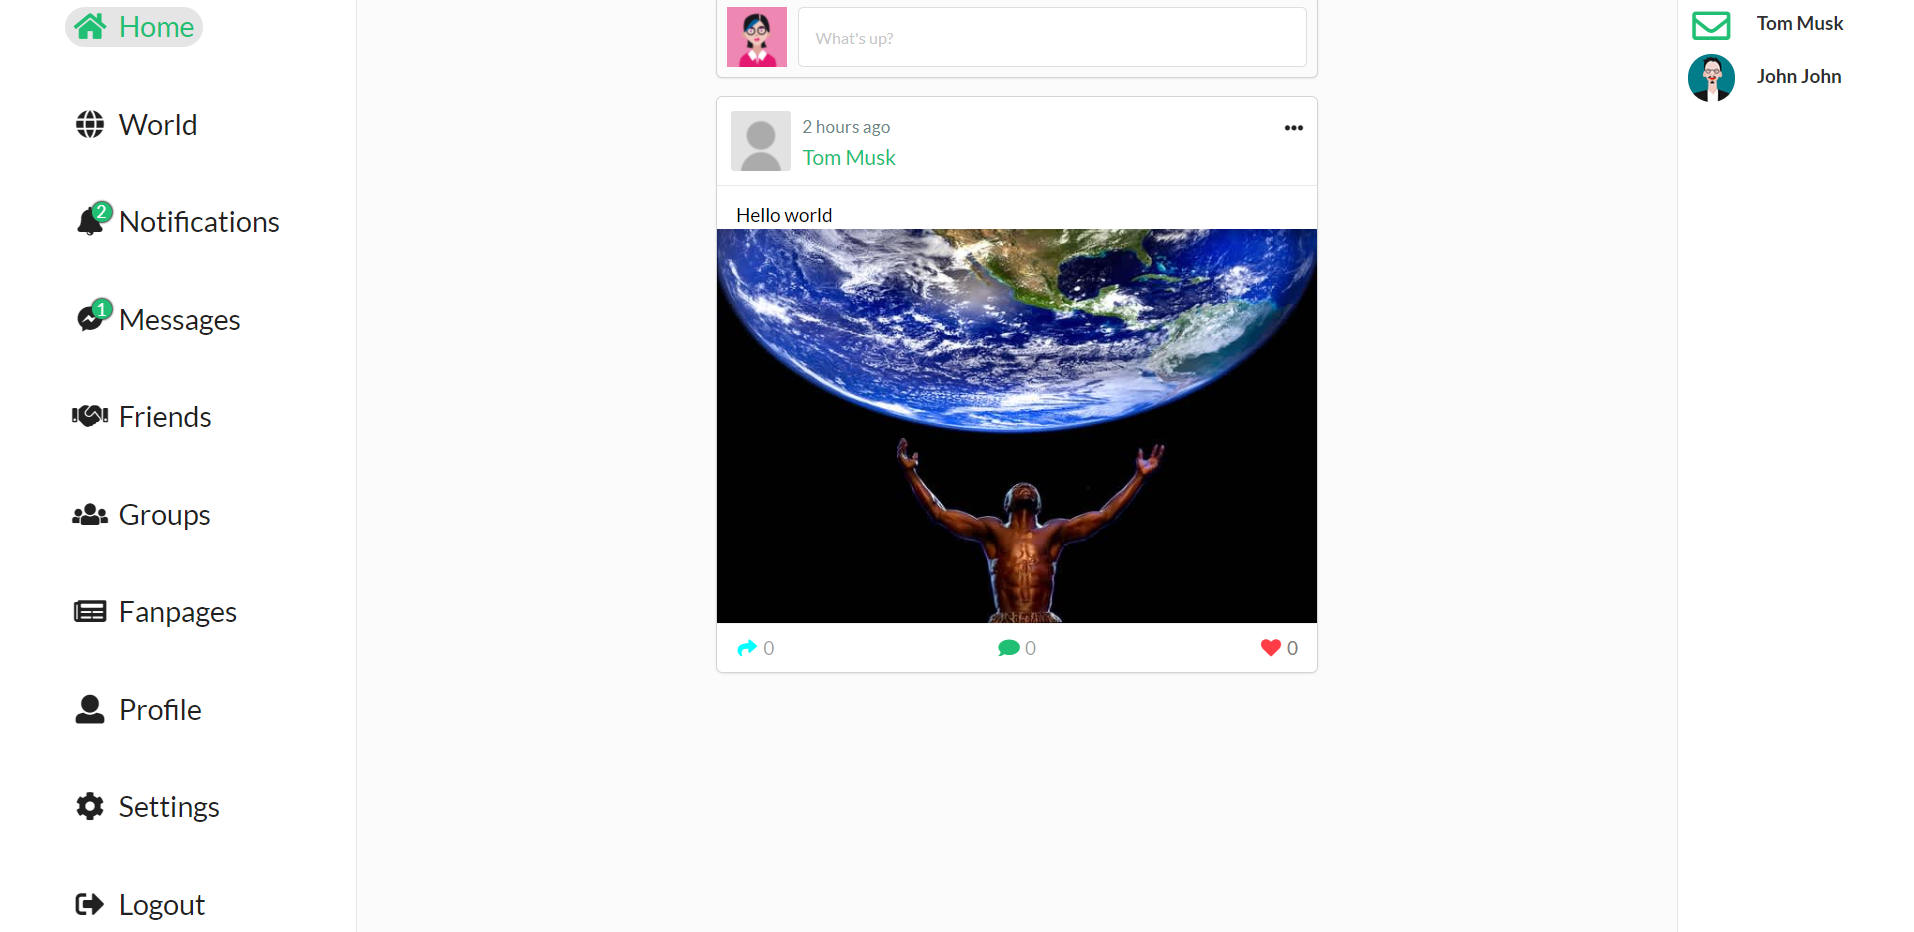 Home
World
2
Notifications
1
Messages
Friends
Groups
Fanpages
Profile
Settings
Logout
What's up?
2 hours ago
Tom Musk
Hello world
0
0
0
Tom Musk
John John